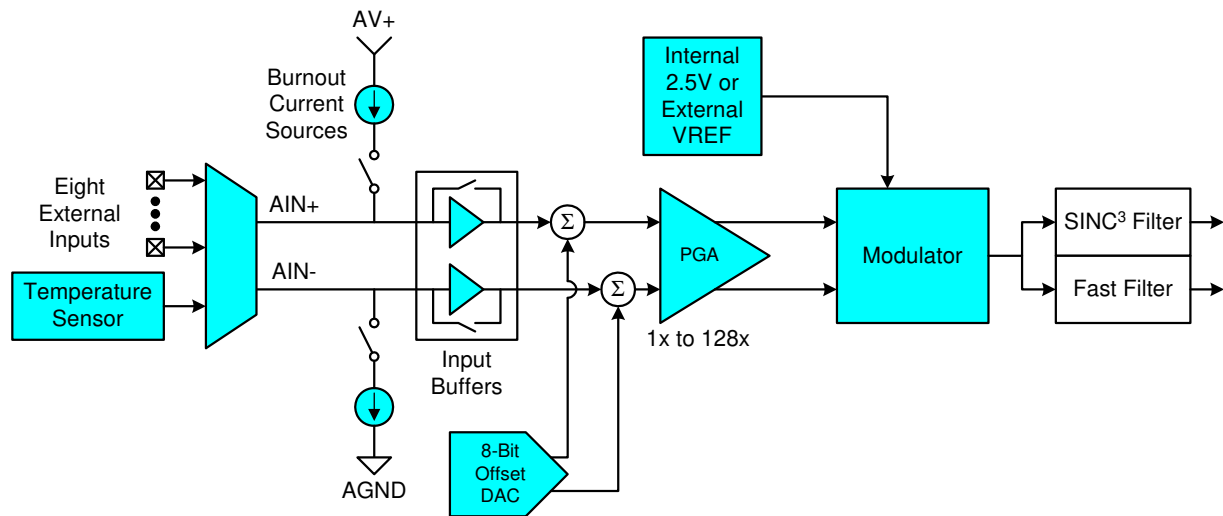 AV+
Burnout
Current
Sources
Internal
2.5V or
External
VREF
Eight
External
Inputs
AIN+
AIN-
Temperature
Sensor
Input
Buffers
Σ
Σ
PGA
1x to 128x
Modulator
SINC³ Filter
Fast Filter
8-Bit
Offset
DAC
AGND